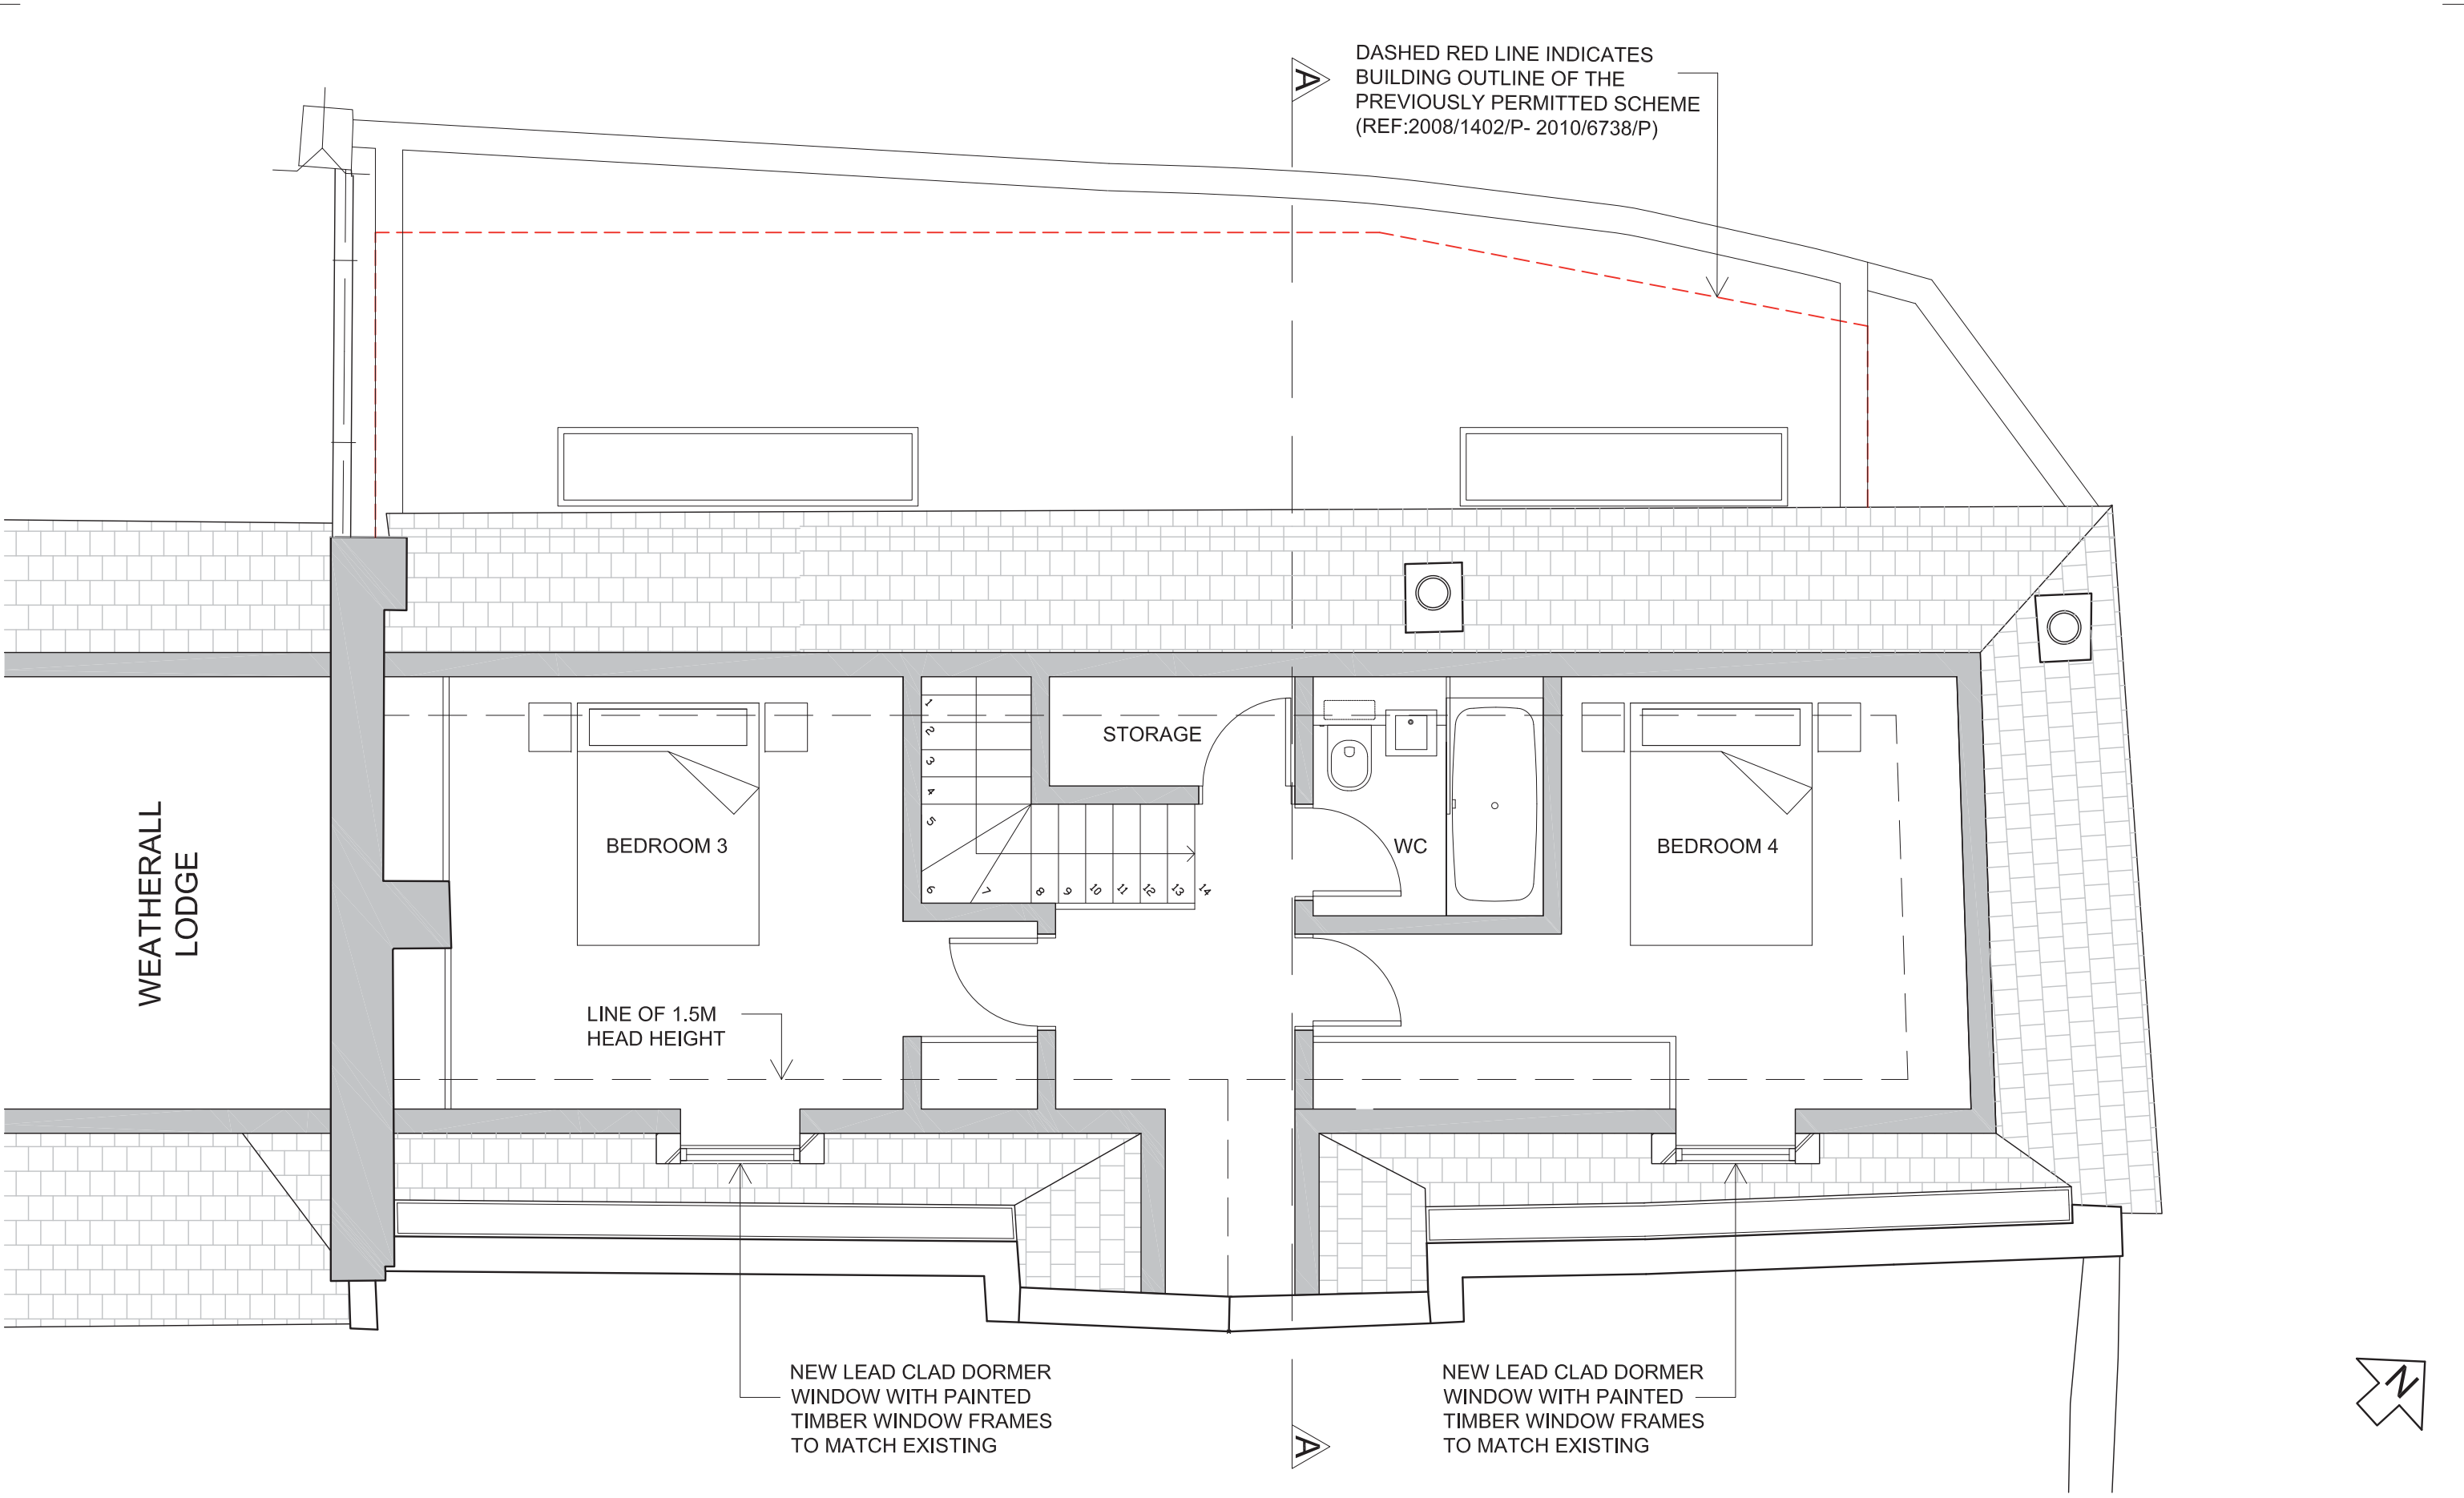 DASHED RED LINE INDICATES
BUILDING OUTLINE OF THE
PREVIOUSLY PERMITTED SCHEME
(REF:2008/1402/P- 2010/6738/P)
A
STORAGE
1
2
3
4
5
6
7
8
9
10
11
12
13
14
BEDROOM 3
WC
BEDROOM 4
WEATHERALL
LODGE
LINE OF 1.5M
HEAD HEIGHT
NEW LEAD CLAD DORMER
WINDOW WITH PAINTED
TIMBER WINDOW FRAMES
TO MATCH EXISTING
A
NEW LEAD CLAD DORMER
WINDOW WITH PAINTED
TIMBER WINDOW FRAMES
TO MATCH EXISTING
N